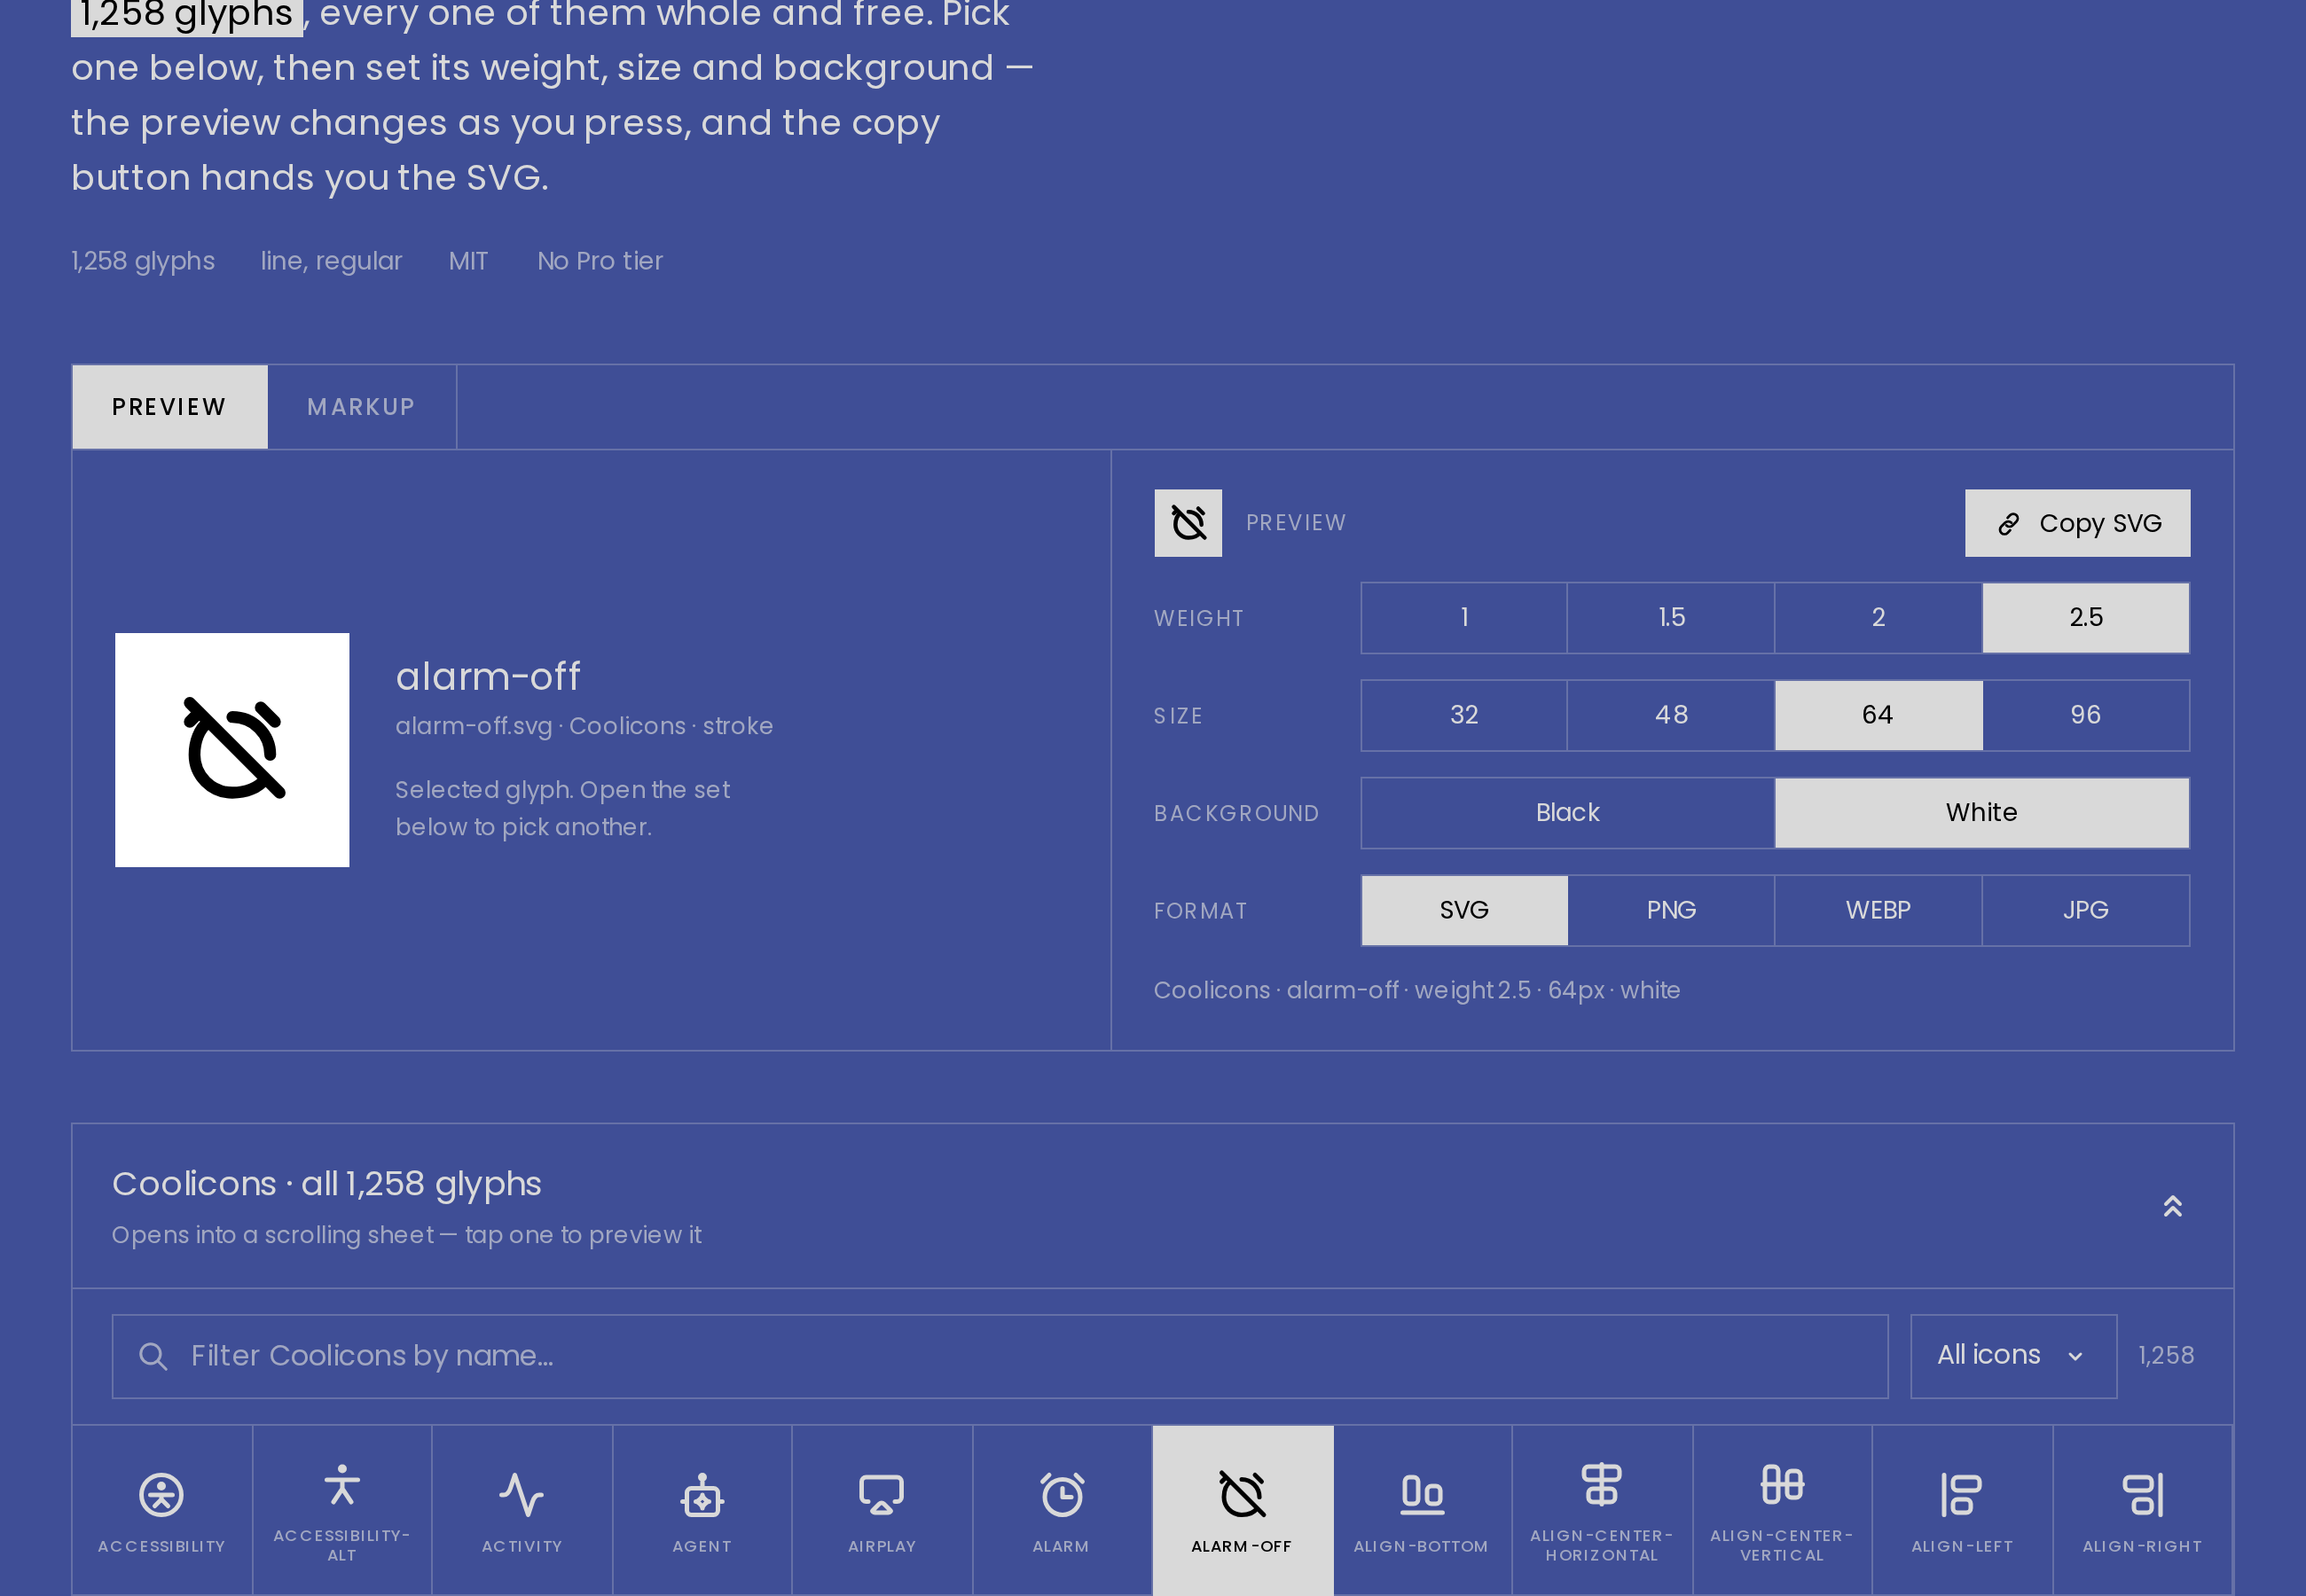 1,258 glyphs, every one of them whole and free. Pick
one below, then set its weight, size and background —
the preview changes as you press, and the copy
button hands you the SVG.
1,258 glyphs line, regular MIT No Pro tier
PREVIEW MARKUP
PREVIEW Copy SVG
WEIGHT 1 1.5 2 2.5
SIZE 32 48 64 96
BACKGROUND Black White
FORMAT SVG PNG WEBP JPG
Coolicons · alarm-off · weight 2.5 · 64px · white
alarm-off
alarm-off.svg · Coolicons · stroke
Selected glyph. Open the set
below to pick another.
Coolicons · all 1,258 glyphs
Opens into a scrolling sheet — tap one to preview it
Filter Coolicons by name... All icons 1,258
ACCESSIBILITY
ACCESSIBILITY-
ALT
ACTIVITY
AGENT
AIRPLAY
ALARM
ALARM-OFF
ALIGN-BOTTOM
ALIGN-CENTER-
HORIZONTAL
ALIGN-CENTER-
VERTICAL
ALIGN-LEFT
ALIGN-RIGHT